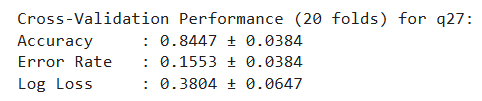 Cross-Validation Performance (20 folds) for q27:
Accuracy     : 0.8447 ± 0.0384
Error Rate   : 0.1553 ± 0.0384
Log Loss     : 0.3804 ± 0.0647